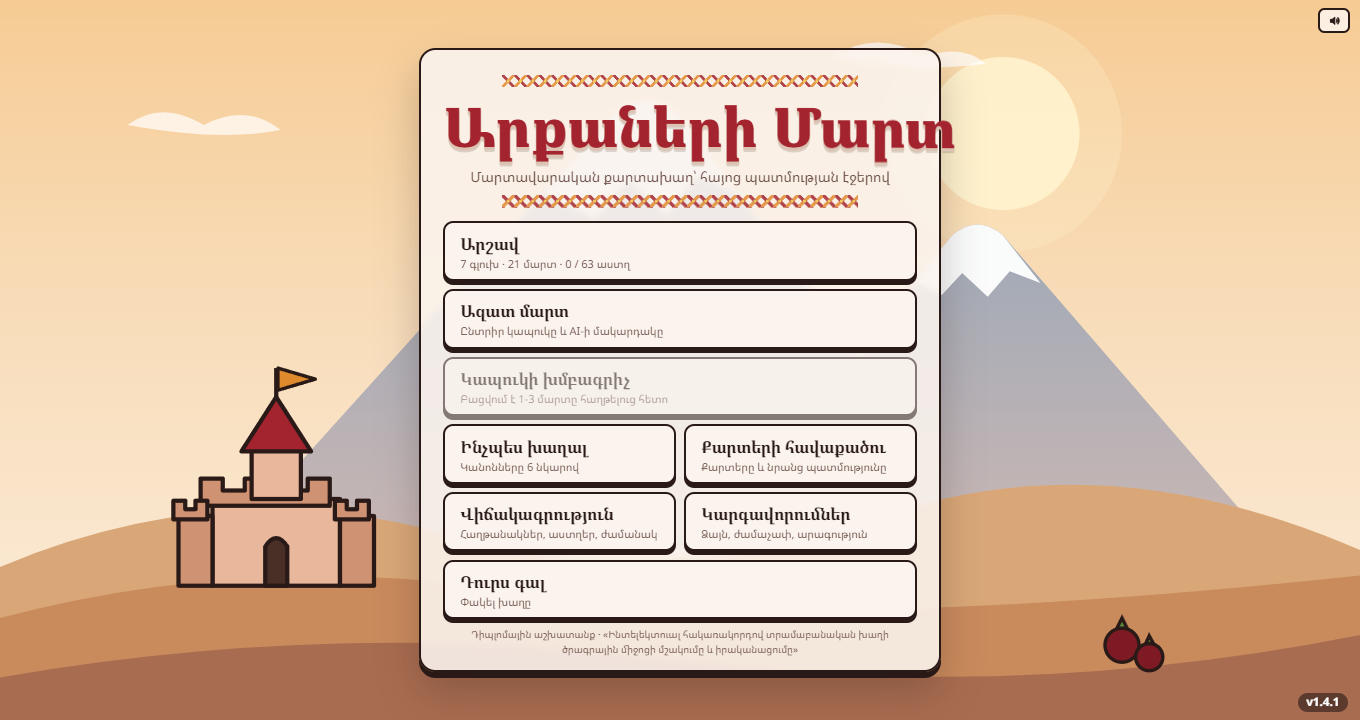 Արքաների Մարտ
Մարտավարական քարտախաղ՝ հայոց պատմության էջերով
Արշավ
7 գլուխ · 21 մարտ · 0 / 63 աստղ
Ազատ մարտ
Ընտրիր կապուկը և AI-ի մակարդակը
Կապուկի խմբագրիչ
Բացվում է 1-3 մարտը հաղթելուց հետո
Ինչպես խաղալ
Կանոնները 6 նկարով
Քարտերի հավաքածու
Քարտերը և նրանց պատմությունը
Վիճակագրություն
Հաղթանակներ, աստղեր, ժամանակ
Կարգավորումներ
Ձայն, ժամաչափ, արագություն
Դուրս գալ
Փակել խաղը
Դիպլոմային աշխատանք · «Ինտելեկտուալ հակառակորդով տրամաբանական խաղի
ծրագրային միջոցի մշակումը և իրականացումը»
v1.4.1